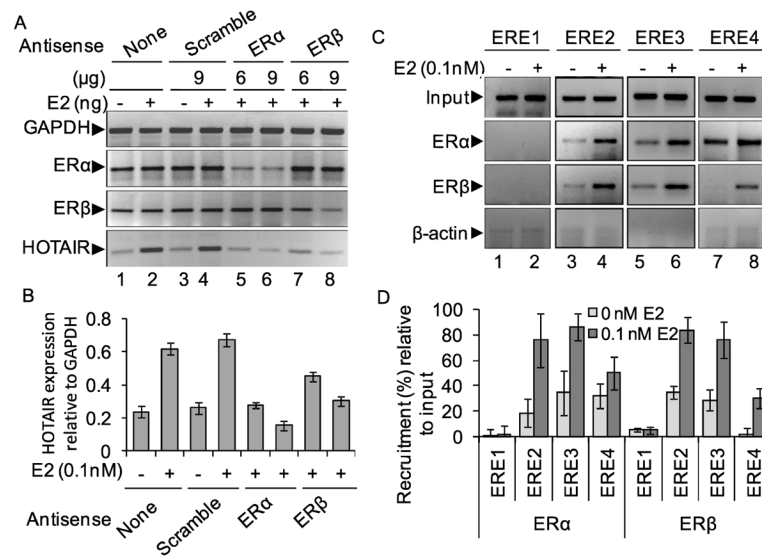 A
Antisense None Scramble ERα ERβ
(μg) 9 6 9 6 9
E2 (ng) - + - + + + + +
GAPDH
ERα
ERβ
HOTAIR
1 2 3 4 5 6 7 8
B
HOTAIR expression
relative to GAPDH
0.8
0.6
0.4
0.2
0
E2 (0.1nM) - + - + + + + +
Antisense None Scramble ERα ERβ
C
ERE1 ERE2 ERE3 ERE4
E2 (0.1nM) - + - + - + - +
Input
ERα
ERβ
β-actin
1 2 3 4 5 6 7 8
D
Recruitment (%) relative
to input
100
80
60
40
20
0
0 nM E2
0.1 nM E2
ERE1 ERE2 ERE3 ERE4 ERE1 ERE2 ERE3 ERE4
ERα ERβ